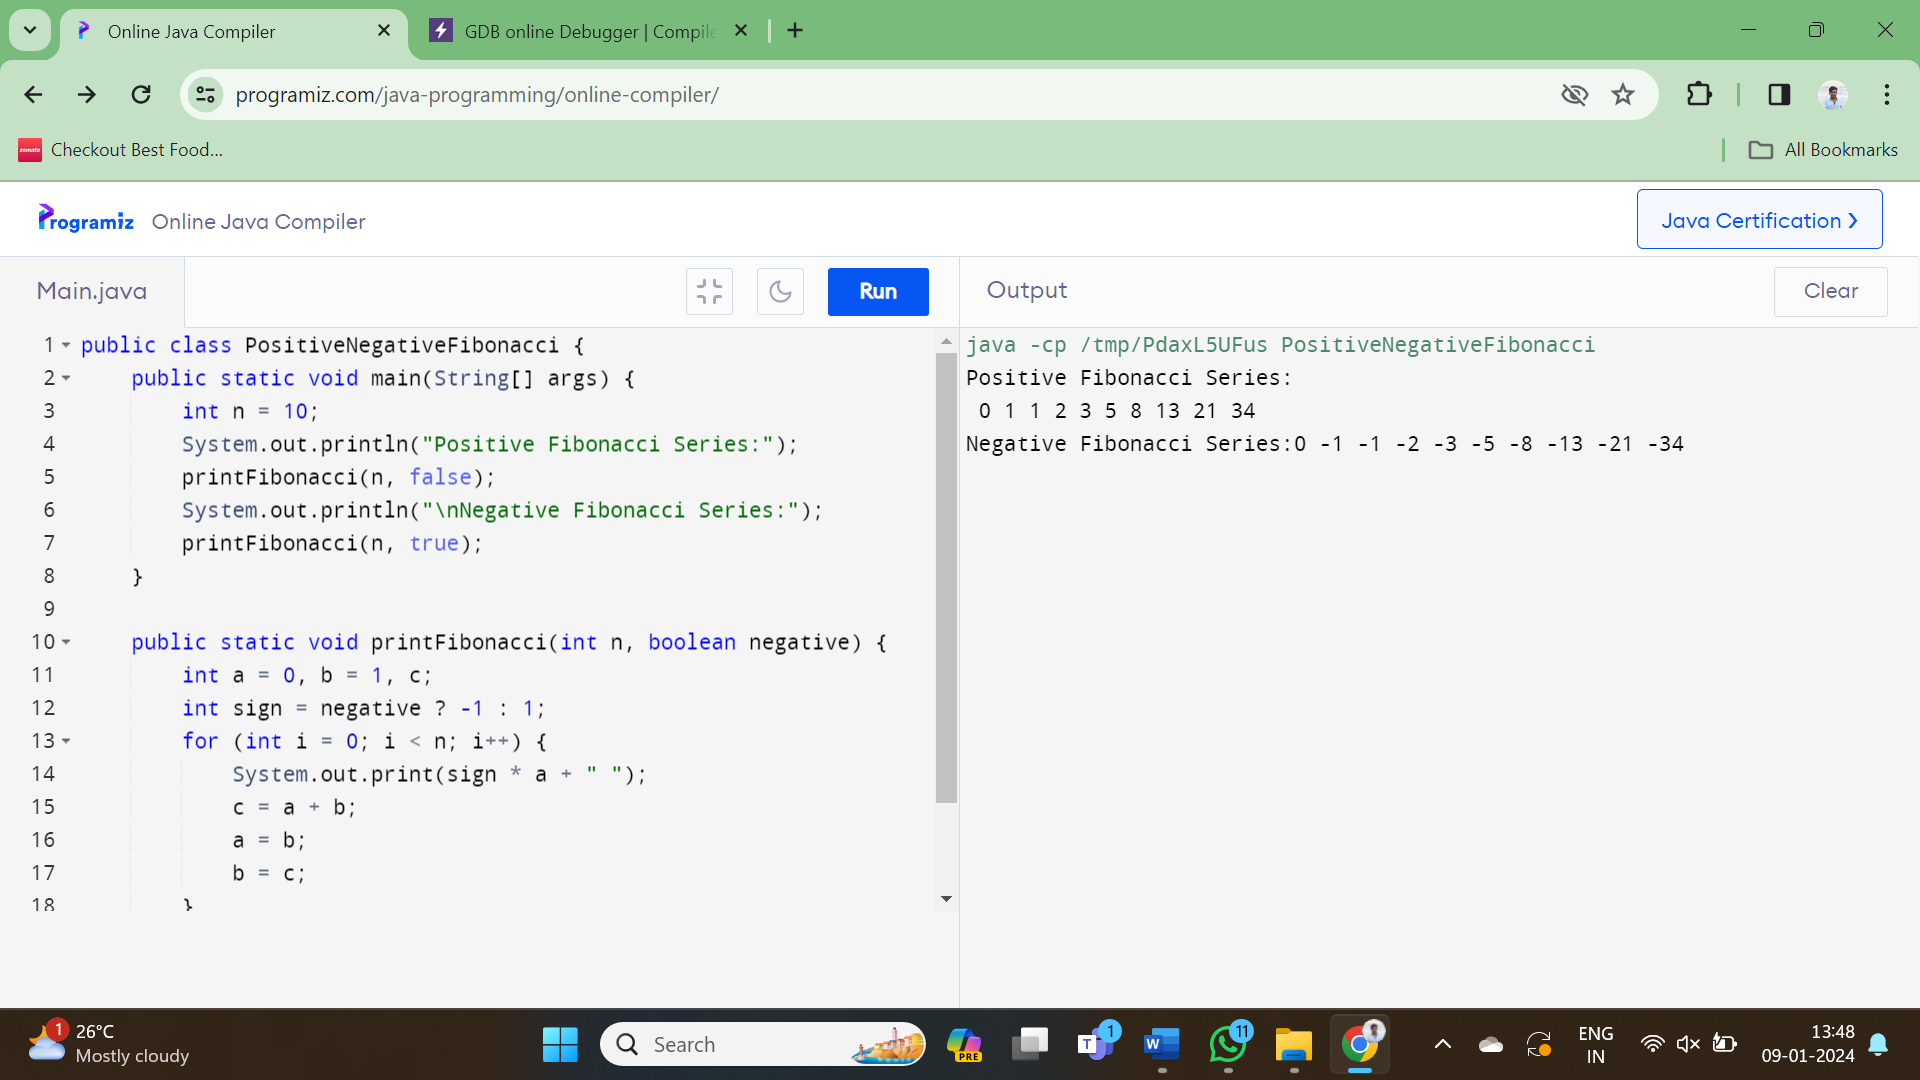 Online Java Compiler
GDB online Debugger | Compile
programiz.com/java-programming/online-compiler/
zomato
Checkout Best Food...
All Bookmarks
Programiz Online Java Compiler
Java Certification ›
Main.java
Run
Output
Clear
1 public class PositiveNegativeFibonacci {
2 public static void main(String[] args) {
3 int n = 10;
4 System.out.println("Positive Fibonacci Series:");
5 printFibonacci(n, false);
6 System.out.println("\nNegative Fibonacci Series:");
7 printFibonacci(n, true);
8 }
9
10 public static void printFibonacci(int n, boolean negative) {
11 int a = 0, b = 1, c;
12 int sign = negative ? -1 : 1;
13 for (int i = 0; i < n; i++) {
14 System.out.print(sign * a + " ");
15 c = a + b;
16 a = b;
17 b = c;
18 }
java -cp /tmp/PdaxL5UFus PositiveNegativeFibonacci
Positive Fibonacci Series:
0 1 1 2 3 5 8 13 21 34
Negative Fibonacci Series:0 -1 -1 -2 -3 -5 -8 -13 -21 -34
1
26°C
Mostly cloudy
Search
PRE
T
1
W
11
ENG
IN
13:48
09-01-2024